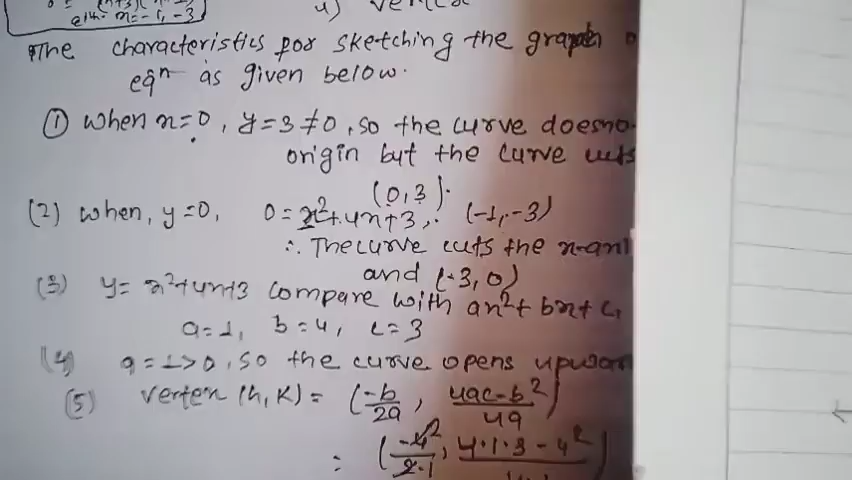 4) Vertex
either x=-1, -3
The characteristics for sketching the graph o
eqn as given below.
① when x=0, y=3≠0, so the curve doesno
origin but the curve cuts
(0,3).
(2) when, y=0, 0=x²+4x+3, (-1,-3)
∴ The curve cuts the x-axi
and (-3, 0)
(3) y= x²+4x+3 compare with ax²+bx+c,
a=1, b=4, c=3
(4) a=1>0, so the curve opens upward
(5) vertex (h,k) = (-b/2a, 4ac-b²/4a)
= (-4/2·1, 4·1·3-4²/